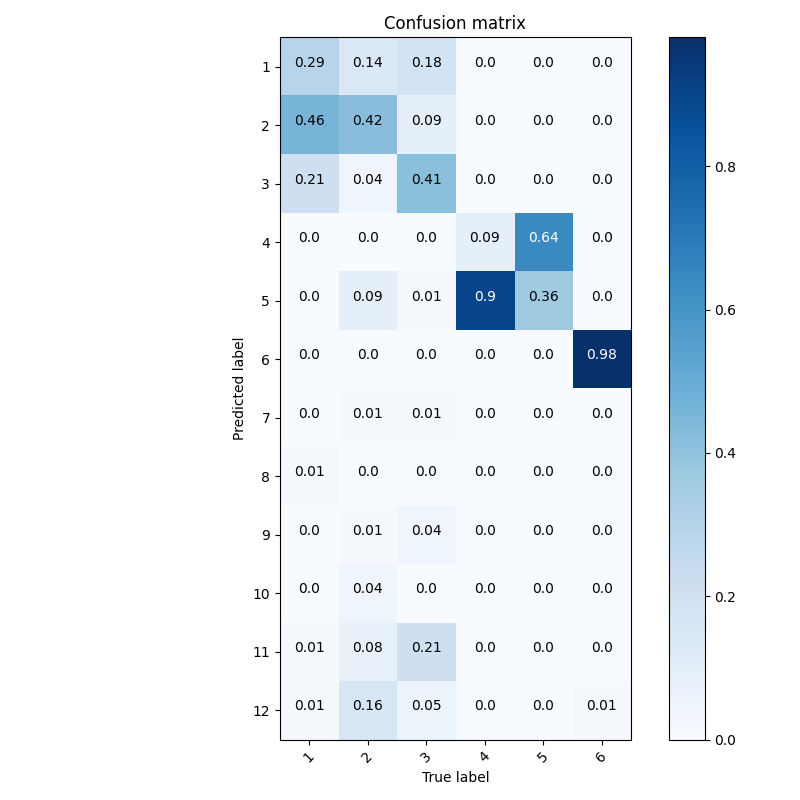 Confusion matrix
1 0.29 0.14 0.18 0.0 0.0 0.0
2 0.46 0.42 0.09 0.0 0.0 0.0
3 0.21 0.04 0.41 0.0 0.0 0.0
4 0.0 0.0 0.0 0.09 0.64 0.0
5 0.0 0.09 0.01 0.9 0.36 0.0
6 0.0 0.0 0.0 0.0 0.0 0.98
7 0.0 0.01 0.01 0.0 0.0 0.0
8 0.01 0.0 0.0 0.0 0.0 0.0
9 0.0 0.01 0.04 0.0 0.0 0.0
10 0.0 0.04 0.0 0.0 0.0 0.0
11 0.01 0.08 0.21 0.0 0.0 0.0
12 0.01 0.16 0.05 0.0 0.0 0.01
1 2 3 4 5 6
True label
Predicted label
0.8
0.6
0.4
0.2
0.0